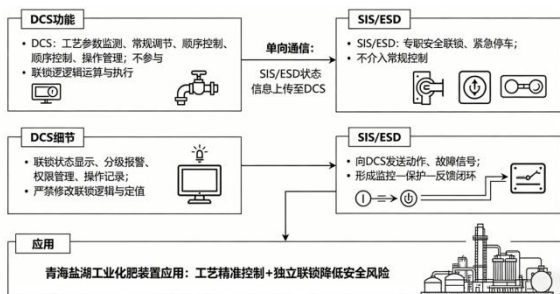 DCS功能
DCS：工艺参数监测、常规调节、顺序控制、
顺序控制、操作管理；不参与
联锁逻逻辑运算与执行
单向通信：
SIS/ESD状态
信息上传至DCS
SIS/ESD
SIS/ESD：专职安全联锁、紧急停车；
不介入常规控制
DCS细节
联锁状态显示、分级报警、
权限管理、操作记录；
严禁修改联锁逻辑与定值
SIS/ESD
向DCS发送动作、故障信号；
形成监控一保护一反馈闭环
应用
青海盐湖工业化肥装置应用：工艺精准控制+独立联锁降低安全风险